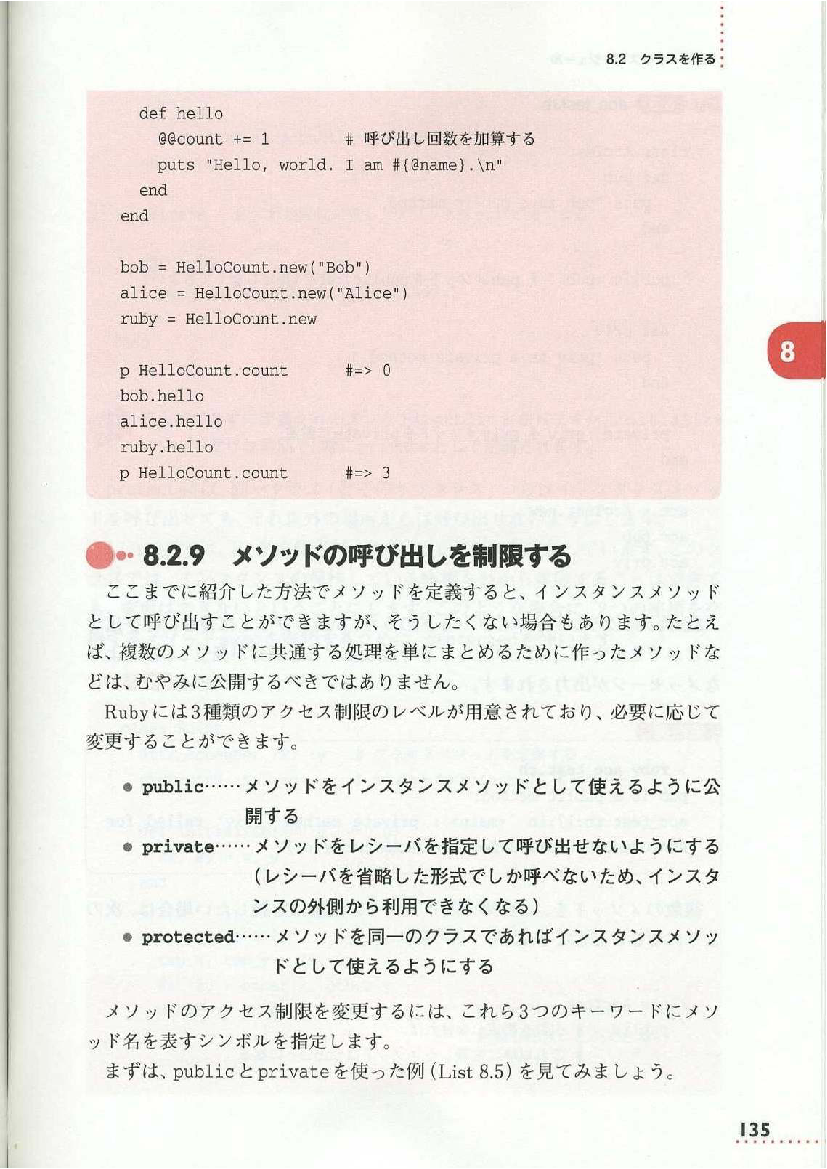 8.2 クラスを作る
def hello
@@count += 1 # 呼び出し回数を加算する
puts "Hello, world. I am #{@name}.\n"
end
end
bob = HelloCount.new("Bob")
alice = HelloCount.new("Alice")
ruby = HelloCount.new
p HelloCount.count #=> 0
bob.hello
alice.hello
ruby.hello
p HelloCount.count #=> 3
8
8.2.9 メソッドの呼び出しを制限する
ここまでに紹介した方法でメソッドを定義すると、インスタンスメソッド
として呼び出すことができますが、そうしたくない場合もあります。たとえ
ば、複数のメソッドに共通する処理を単にまとめるために作ったメソッドな
どは、むやみに公開するべきではありません。
Rubyには3種類のアクセス制限のレベルが用意されており、必要に応じて
変更することができます。
● public……メソッドをインスタンスメソッドとして使えるように公
開する
● private……メソッドをレシーバを指定して呼び出せないようにする
（レシーバを省略した形式でしか呼べないため、インスタ
ンスの外側から利用できなくなる）
● protected……メソッドを同一のクラスであればインスタンスメソッ
ドとして使えるようにする
メソッドのアクセス制限を変更するには、これら3つのキーワードにメソ
ッド名を表すシンボルを指定します。
まずは、publicとprivateを使った例（List 8.5）を見てみましょう。
135